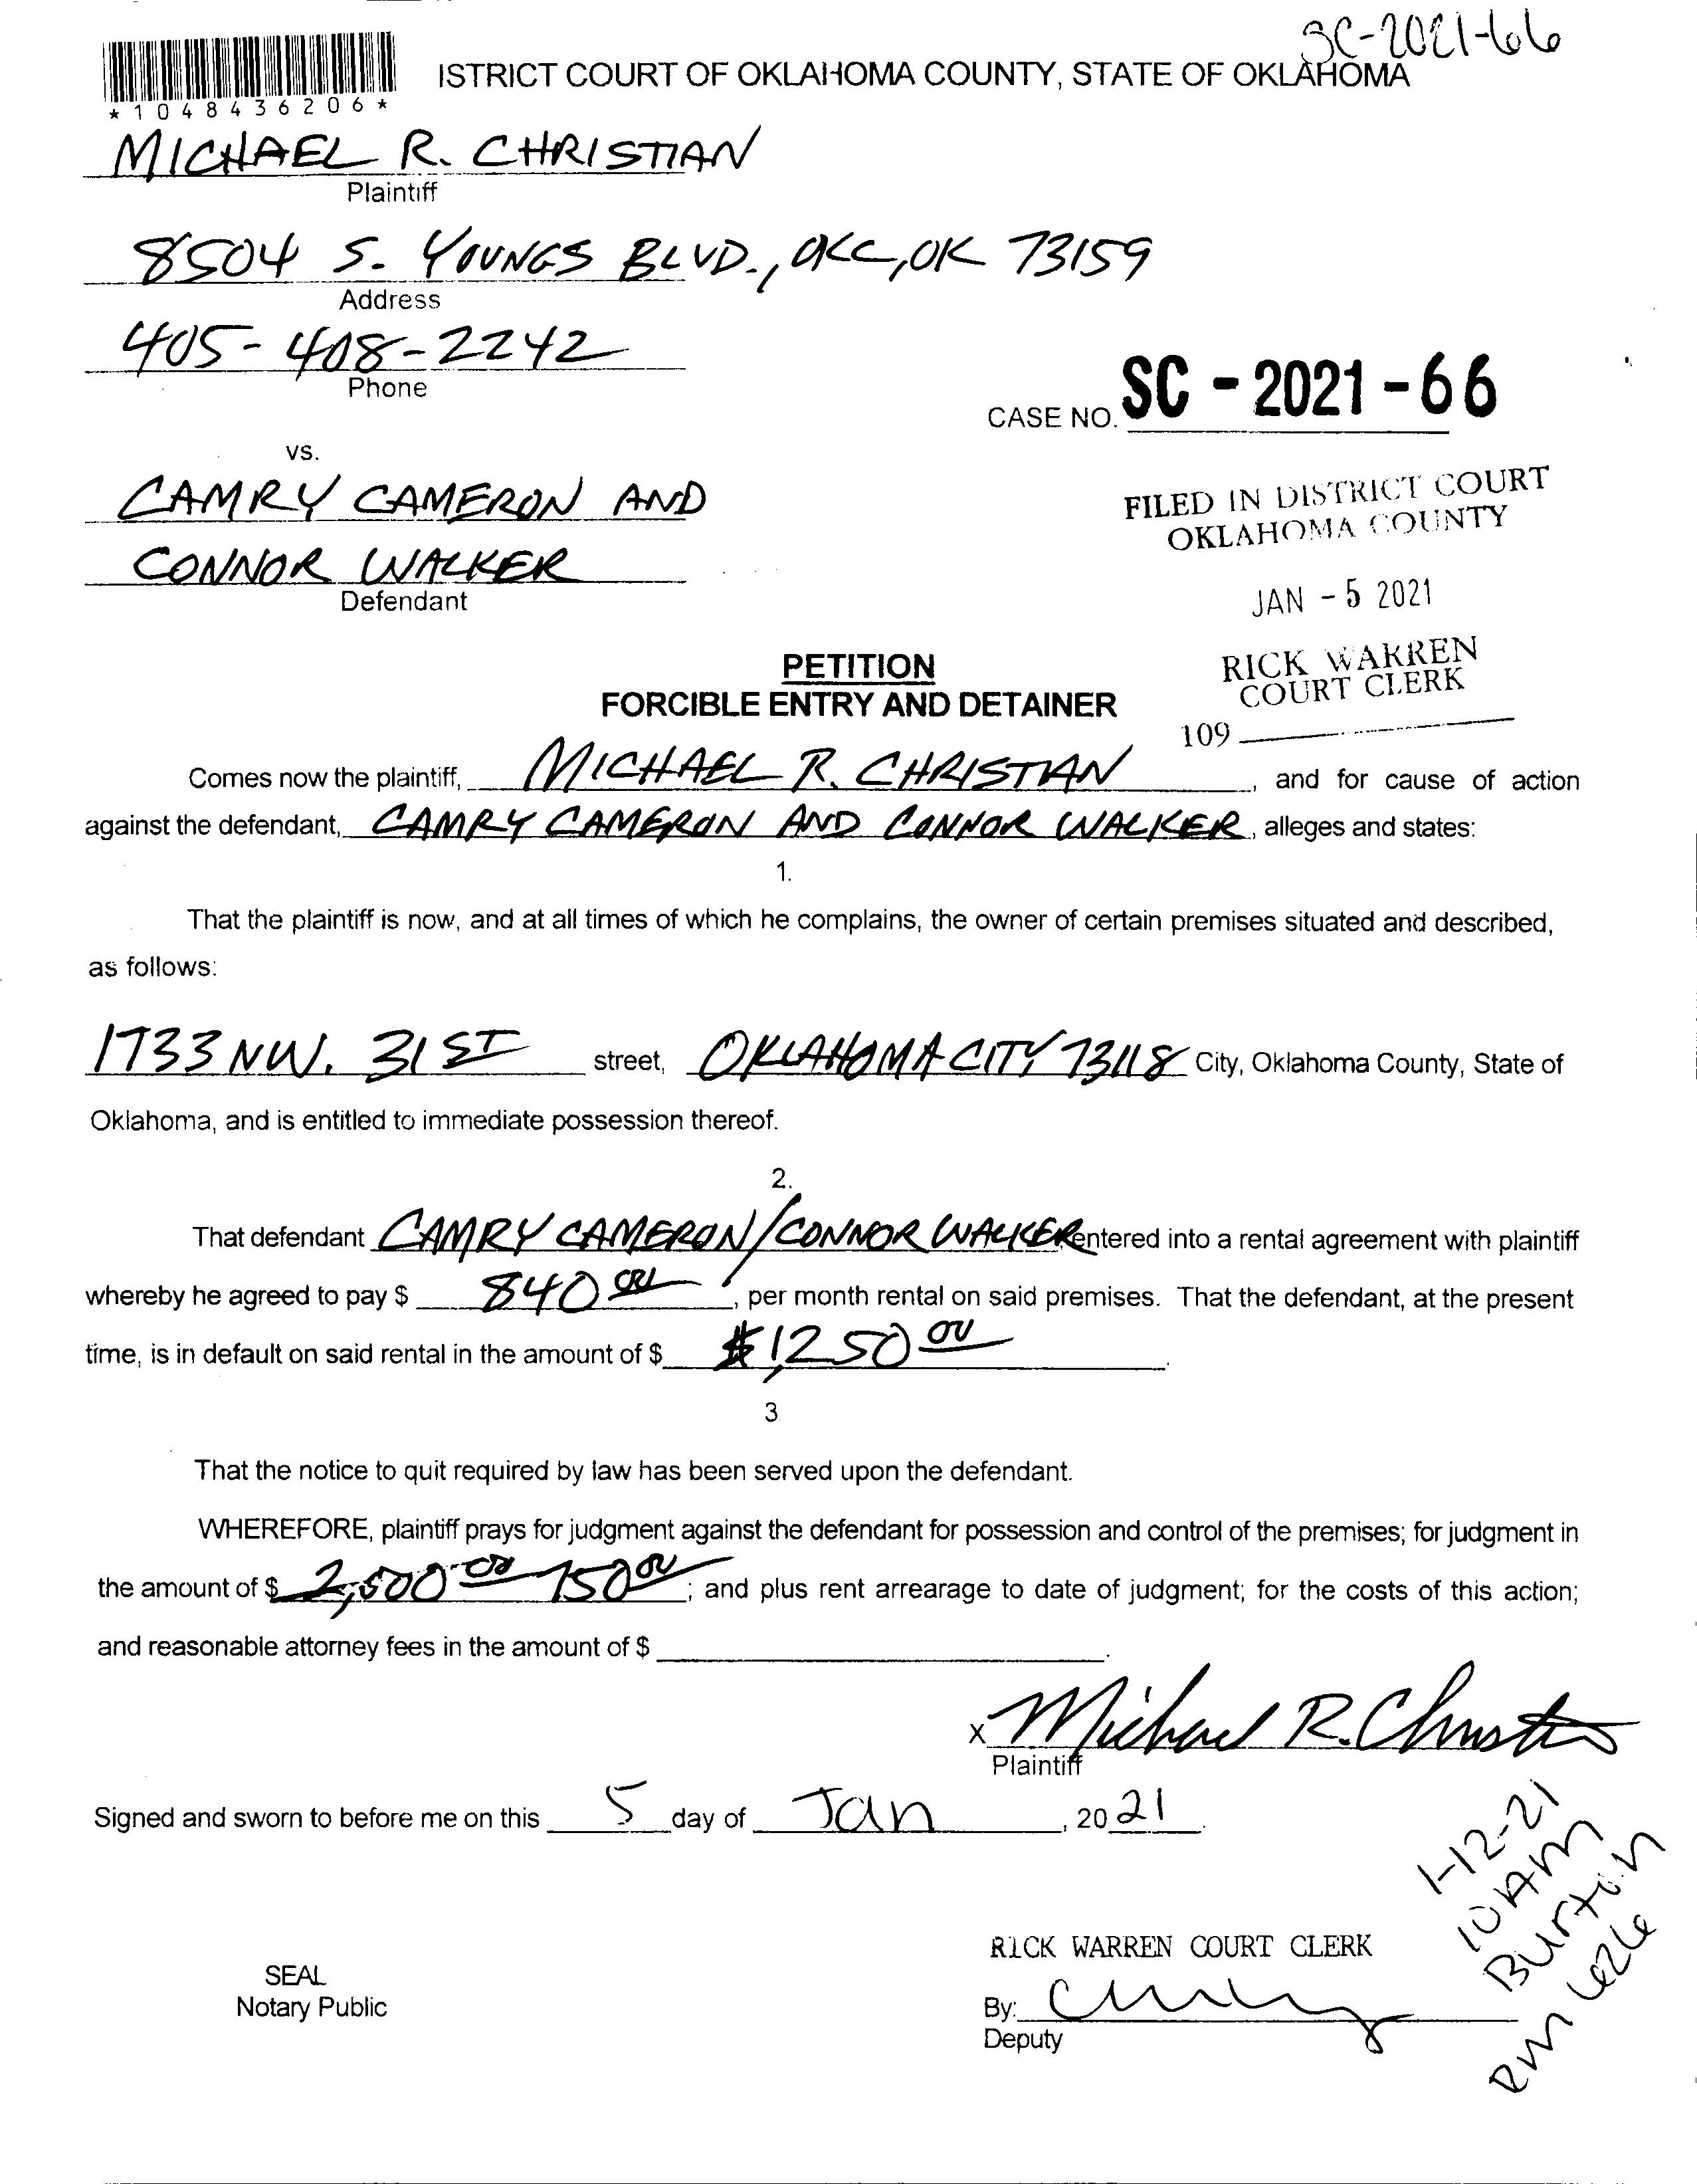 SC-2021-66
ISTRICT COURT OF OKLAHOMA COUNTY, STATE OF OKLAHOMA
*1048436206*
MICHAEL R. CHRISTIAN
Plaintiff
8504 S. YOUNGS BLVD., OKC, OK 73159
Address
405-408-2242
Phone
CASE NO. SC-2021-66
vs.
CAMRY CAMERON AND
CONNOR WALKER
Defendant
FILED IN DISTRICT COURT
OKLAHOMA COUNTY
JAN - 5 2021
RICK WARREN
COURT CLERK
109
PETITION
FORCIBLE ENTRY AND DETAINER
Comes now the plaintiff, MICHAEL R. CHRISTIAN, and for cause of action
against the defendant, CAMRY CAMERON AND CONNOR WALKER, alleges and states:
1.
That the plaintiff is now, and at all times of which he complains, the owner of certain premises situated and described,
as follows:
1733 NW. 31ST street, OKLAHOMA CITY 73118 City, Oklahoma County, State of
Oklahoma, and is entitled to immediate possession thereof.
2.
That defendant CAMRY CAMERON/CONNOR WALKER entered into a rental agreement with plaintiff
whereby he agreed to pay $ 840, per month rental on said premises. That the defendant, at the present
time, is in default on said rental in the amount of $ $1,250 00.
3
That the notice to quit required by law has been served upon the defendant.
WHEREFORE, plaintiff prays for judgment against the defendant for possession and control of the premises; for judgment in
the amount of $ 2,500 00 750 00; and plus rent arrearage to date of judgment; for the costs of this action;
and reasonable attorney fees in the amount of $
x Michael R. Christian
Plaintiff
Signed and sworn to before me on this 5 day of Jan, 20 21.
1-12-21
10 AM
Burton
RICK WARREN COURT CLERK
SEAL
Notary Public
By:
Deputy